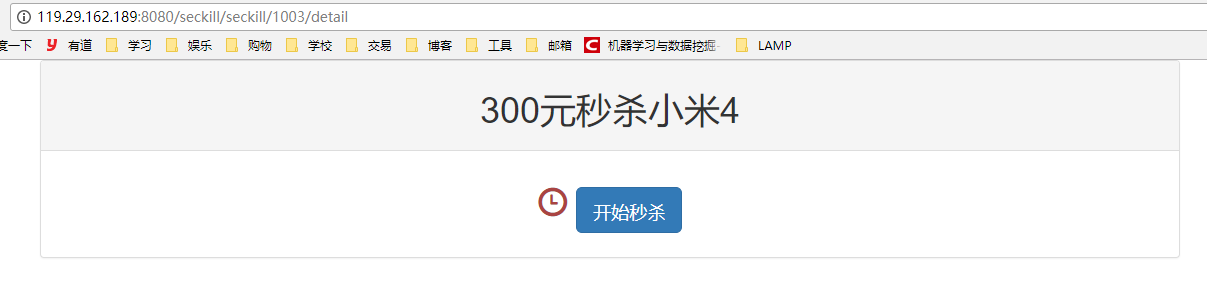 119.29.162.189:8080/seckill/seckill/1003/detail
度一下 有道 学习 娱乐 购物 学校 交易 博客 工具 邮箱 机器学习与数据挖掘- LAMP
300元秒杀小米4
开始秒杀